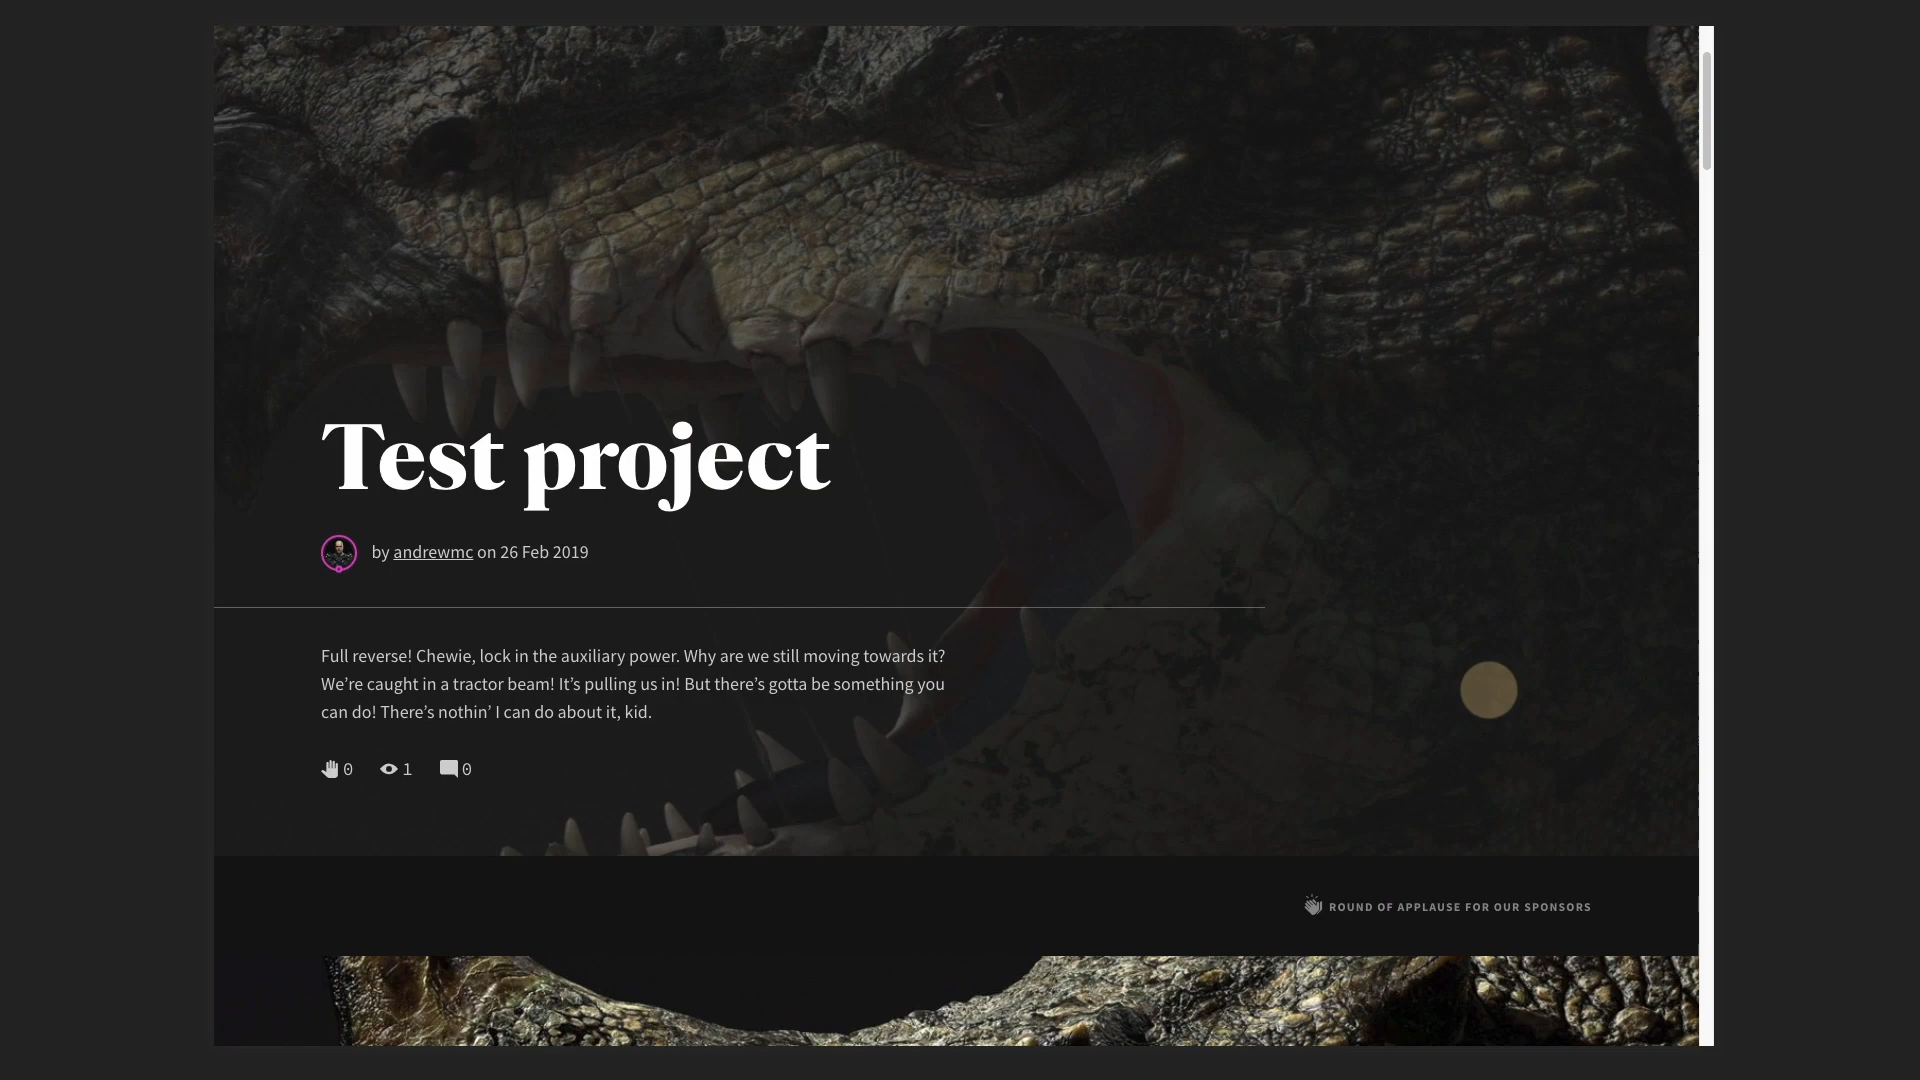 Test project
by andrewmc on 26 Feb 2019
Full reverse! Chewie, lock in the auxiliary power. Why are we still moving towards it?
We’re caught in a tractor beam! It’s pulling us in! But there’s gotta be something you
can do! There’s nothin’ I can do about it, kid.
0 1 0
ROUND OF APPLAUSE FOR OUR SPONSORS